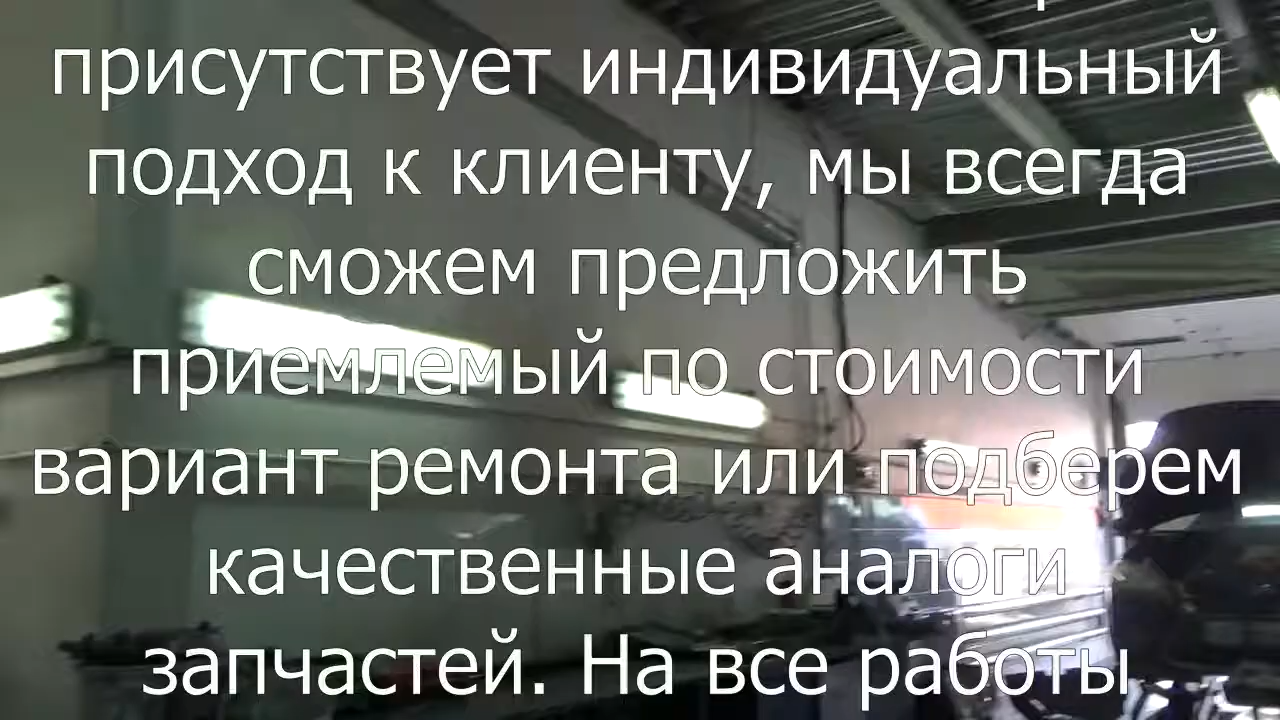 присутствует индивидуальный
подход к клиенту, мы всегда
сможем предложить
приемлемый по стоимости
вариант ремонта или подберем
качественные аналоги
запчастей. На все работы